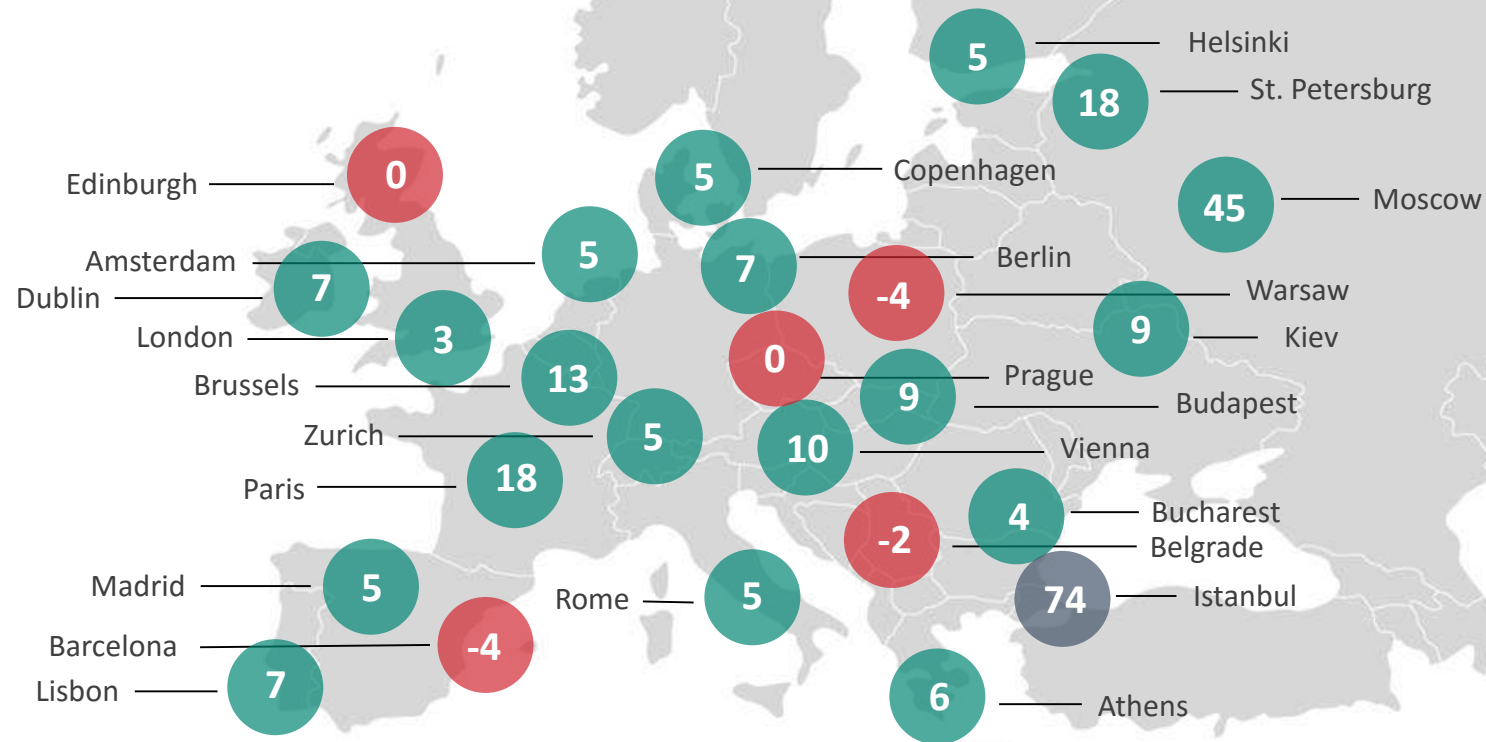 5
Helsinki
18
St. Petersburg
0
Edinburgh
5
Copenhagen
45
Moscow
Amsterdam
5
7
Berlin
Dublin
7
-4
Warsaw
London
3
9
Kiev
Brussels
13
0
Prague
9
Budapest
Zurich
5
10
Vienna
Paris
18
4
Bucharest
-2
Belgrade
Madrid
5
Rome
5
74
Istanbul
Barcelona
-4
Lisbon
7
6
Athens